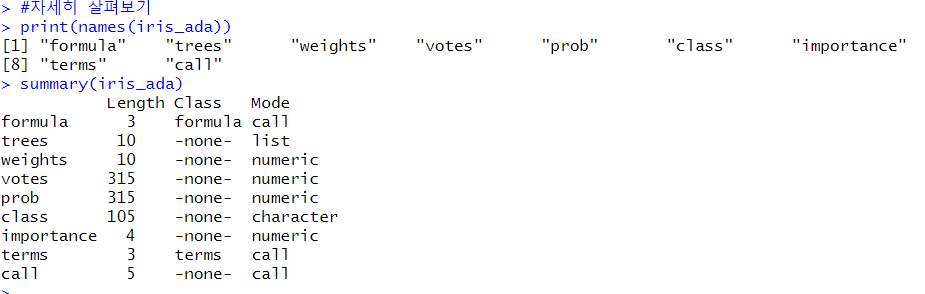 > #자세히 살펴보기
> print(names(iris_ada))
[1] "formula"    "trees"      "weights"    "votes"      "prob"       "class"      "importance"
[8] "terms"      "call"
> summary(iris_ada)
           Length Class   Mode
formula      3    formula call
trees       10    -none-  list
weights     10    -none-  numeric
votes      315    -none-  numeric
prob       315    -none-  numeric
class      105    -none-  character
importance   4    -none-  numeric
terms        3    terms   call
call         5    -none-  call
>